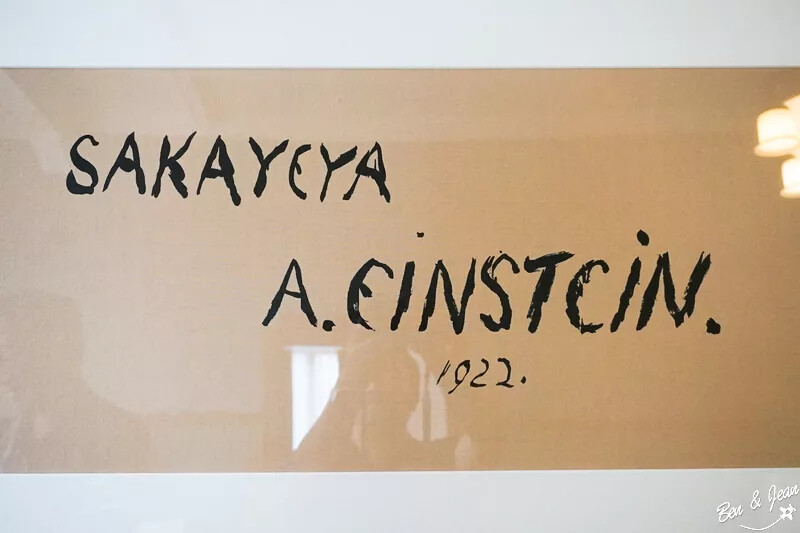 SAKAYEYA
A. EINSTEIN.
1922.
Ben & Jean